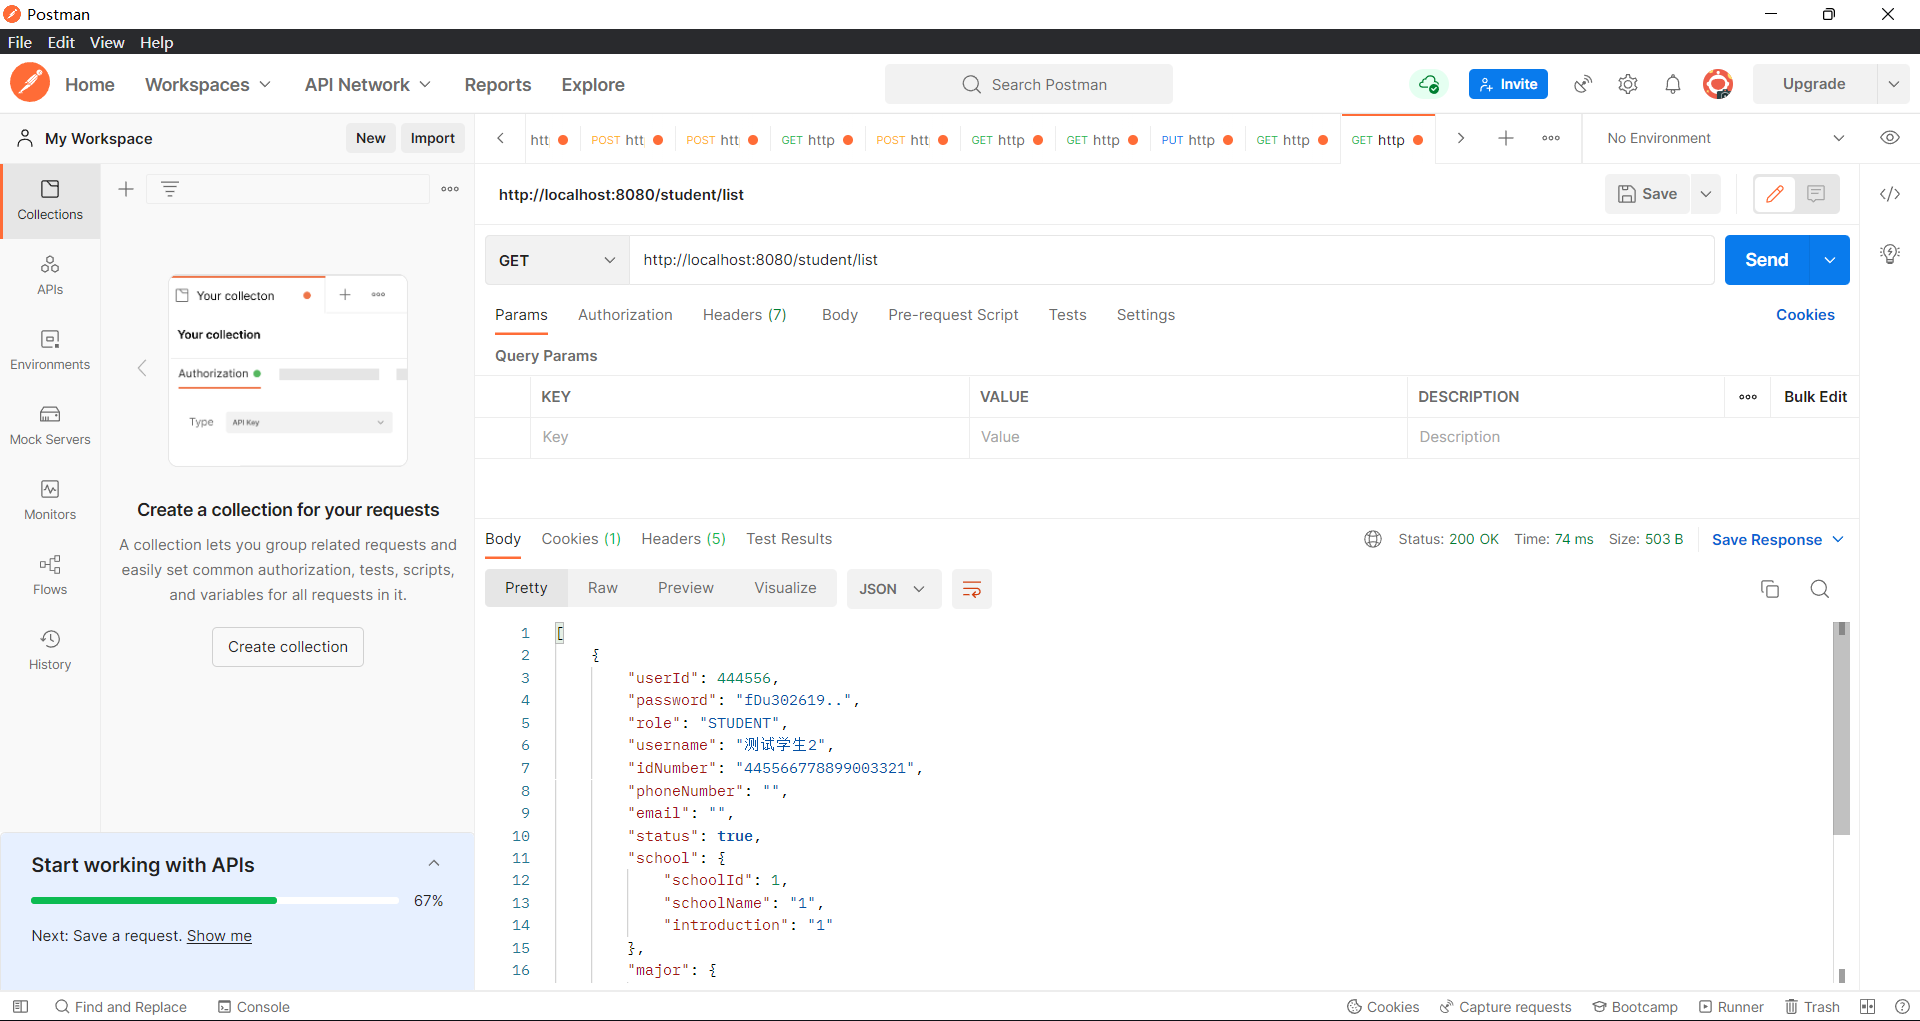 Postman
File Edit View Help
Home Workspaces API Network Reports Explore Search Postman Invite Upgrade
My Workspace New Import htt POST htt POST htt GET http POST htt GET http GET http PUT http GET http GET http No Environment
Collections
APIs
Environments
Mock Servers
Monitors
Flows
History
Your collecton
Your collection
Authorization
Type API Key
Create a collection for your requests
A collection lets you group related requests and
easily set common authorization, tests, scripts,
and variables for all requests in it.
Create collection
Start working with APIs
67%
Next: Save a request. Show me
http://localhost:8080/student/list Save
GET http://localhost:8080/student/list Send
Params Authorization Headers (7) Body Pre-request Script Tests Settings Cookies
Query Params
KEY VALUE DESCRIPTION Bulk Edit
Key Value Description
Body Cookies (1) Headers (5) Test Results Status: 200 OK Time: 74 ms Size: 503 B Save Response
Pretty Raw Preview Visualize JSON
1 [
2 {
3 "userId": 444556,
4 "password": "fDu302619..",
5 "role": "STUDENT",
6 "username": "测试学生2",
7 "idNumber": "445566778899003321",
8 "phoneNumber": "",
9 "email": "",
10 "status": true,
11 "school": {
12 "schoolId": 1,
13 "schoolName": "1",
14 "introduction": "1"
15 },
16 "major": {
Find and Replace Console Cookies Capture requests Bootcamp Runner Trash